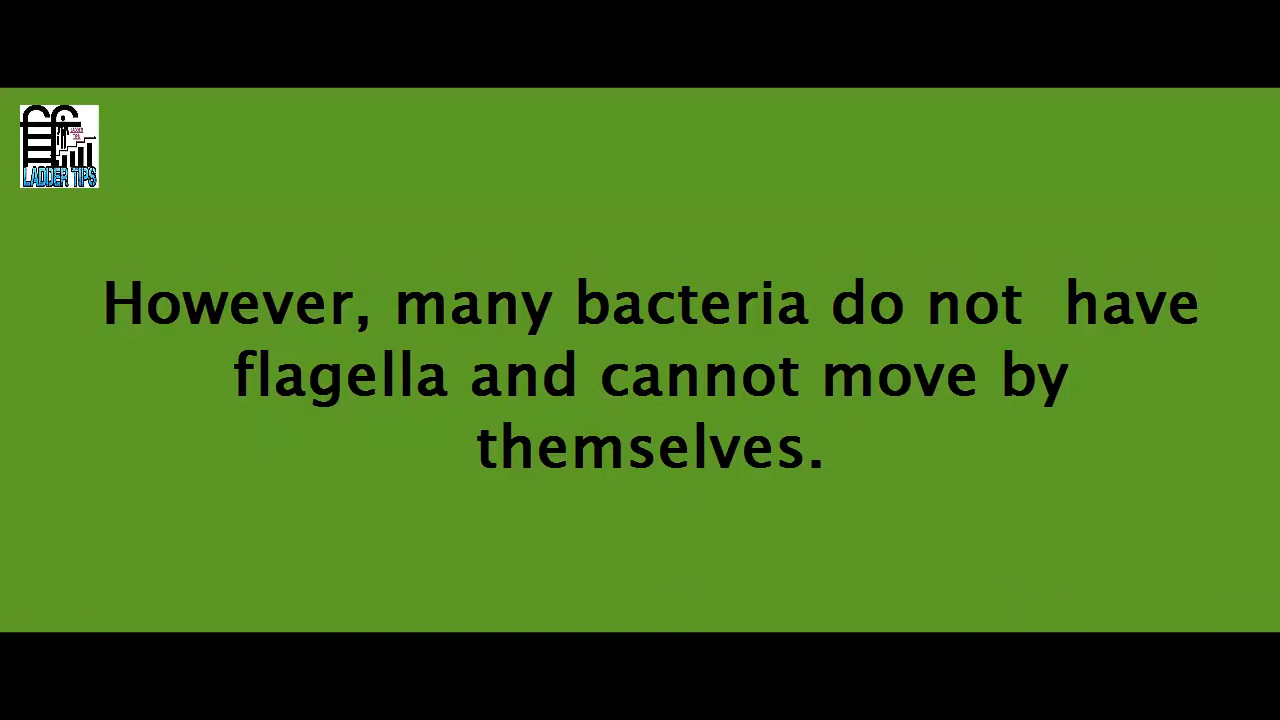 LADDER TIPS
However, many bacteria do not  have
flagella and cannot move by
themselves.